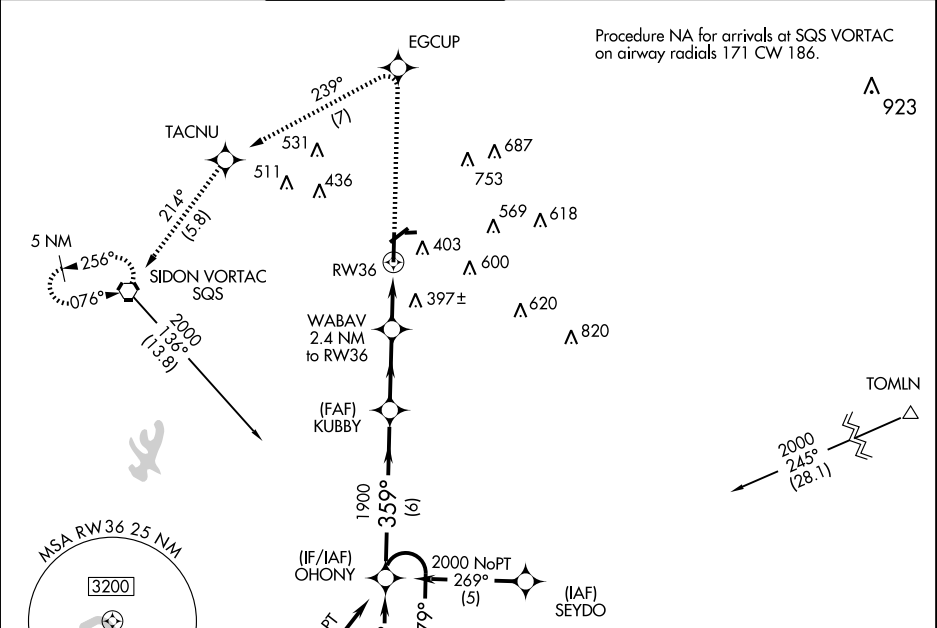 EGCUP
Procedure NA for arrivals at SQS VORTAC
on airway radials 171 CW 186.
923
239°
(7)
TACNU
531
511
436
687
753
214°
(5.8)
569
618
5 NM
256°
SIDON VORTAC
SQS
076°
RW36
403
600
397±
620
820
2000
136°
(13.8)
WABAV
2.4 NM
to RW36
TOMLN
(FAF)
KUBBY
2000
245°
(28.1)
1900
359°
(6)
MSA RW36 25 NM
3200
(IF/IAF)
OHONY
2000 NoPT
269°
(5)
(IAF)
SEYDO